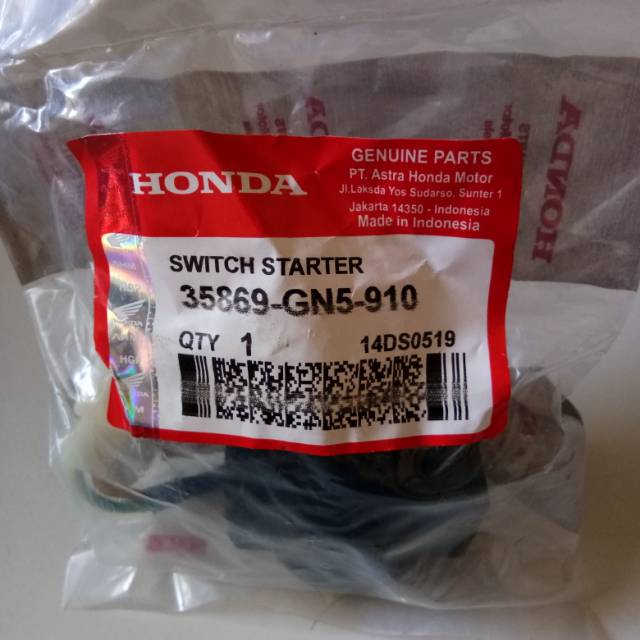 HONDA
GENUINE PARTS
PT. Astra Honda Motor
Jl.Laksda Yos Sudarso. Sunter 1
Jakarta 14350 - Indonesia
Made in Indonesia
SWITCH STARTER
35869-GN5-910
QTY 1
14DS0519
HONDA